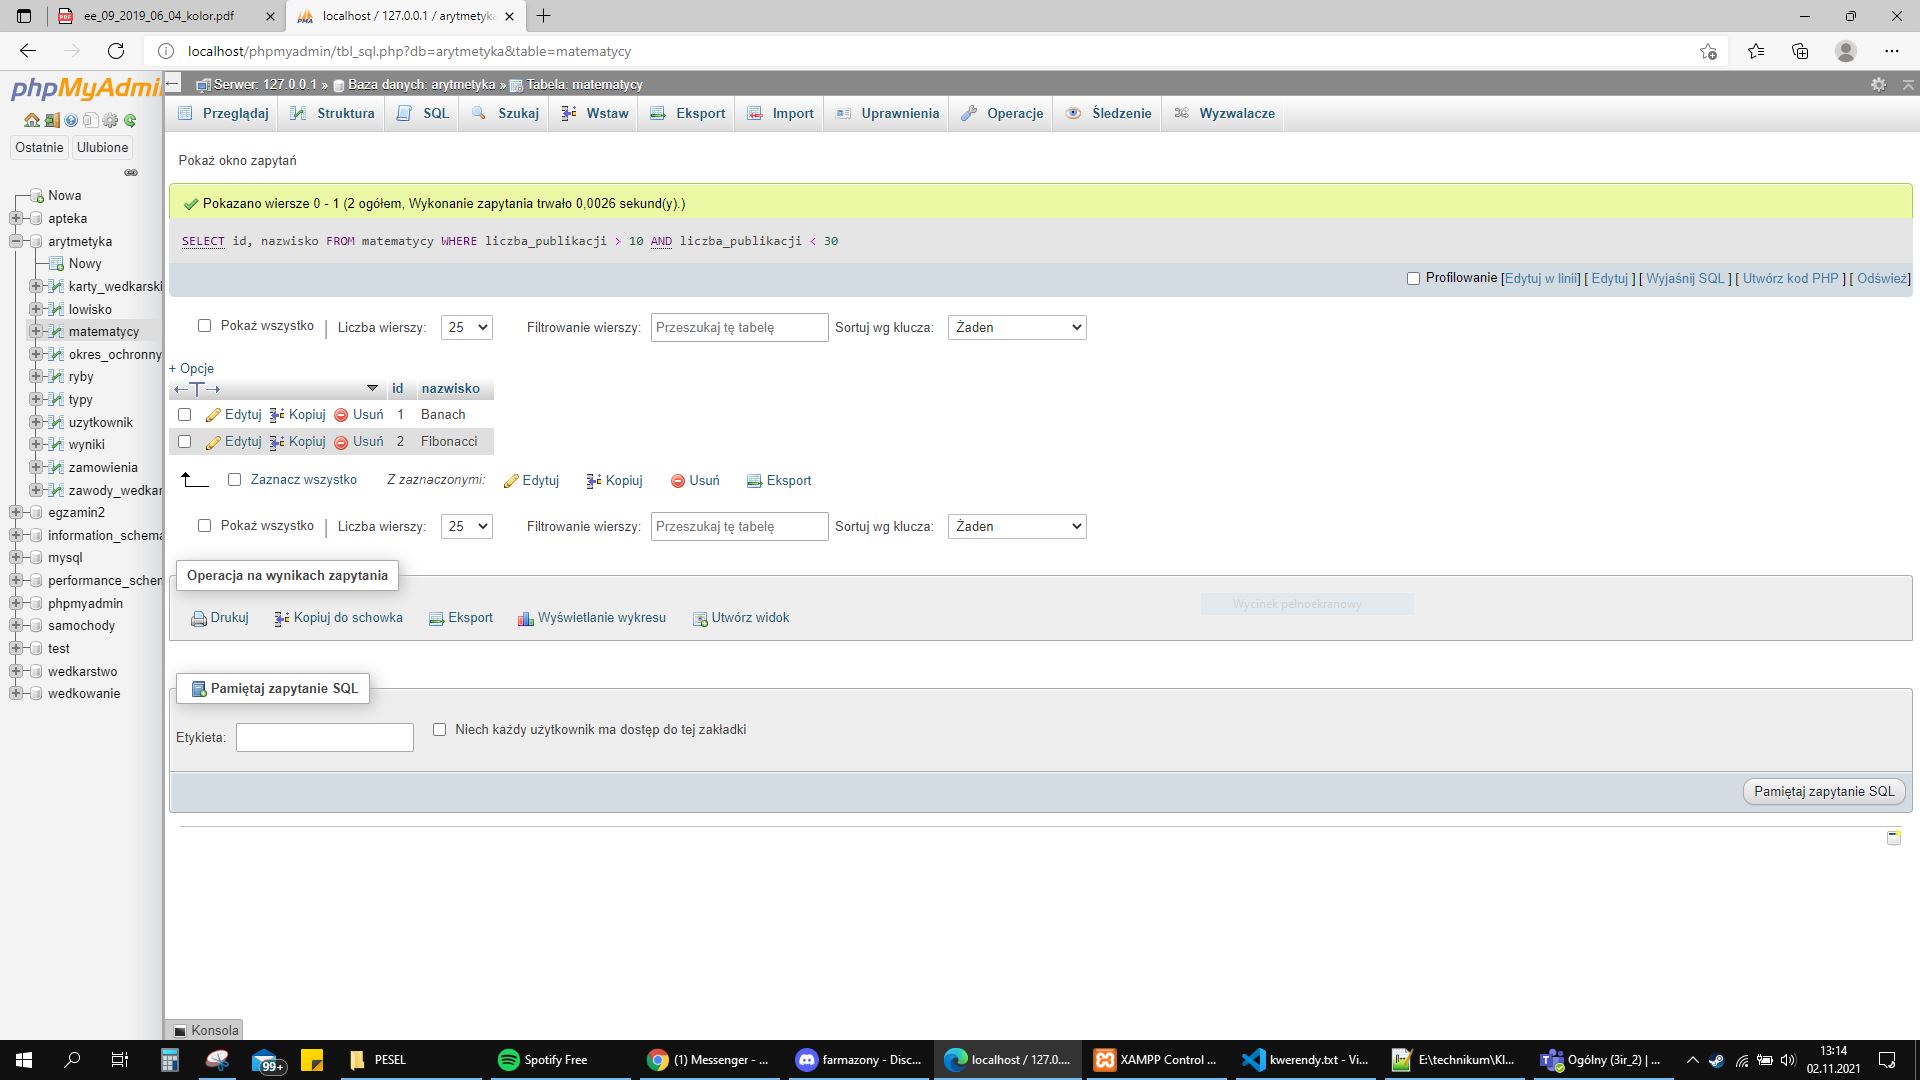 ee_09_2019_06_04_kolor.pdf
localhost / 127.0.0.1 / arytmetyka
localhost/phpmyadmin/tbl_sql.php?db=arytmetyka&table=matematycy
phpMyAdmin
Ostatnie
Ulubione
Nowa
apteka
arytmetyka
Nowy
karty_wedkarski
lowisko
matematycy
okres_ochronny
ryby
typy
uzytkownik
wyniki
zamowienia
zawody_wedkar
egzamin2
information_schema
mysql
performance_schem
phpmyadmin
samochody
test
wedkarstwo
wedkowanie
Serwer: 127.0.0.1 » Baza danych: arytmetyka » Tabela: matematycy
Przeglądaj Struktura SQL Szukaj Wstaw Eksport Import Uprawnienia Operacje Śledzenie Wyzwalacze
Pokaż okno zapytań
Pokazano wiersze 0 - 1 (2 ogółem, Wykonanie zapytania trwało 0,0026 sekund(y).)
SELECT id, nazwisko FROM matematycy WHERE liczba_publikacji > 10 AND liczba_publikacji < 30
Profilowanie [Edytuj w linii] [ Edytuj ] [ Wyjaśnij SQL ] [ Utwórz kod PHP ] [ Odśwież]
Pokaż wszystko | Liczba wierszy: 25 Filtrowanie wierszy: Przeszukaj tę tabelę Sortuj wg klucza: Żaden
+ Opcje
id nazwisko
Edytuj Kopiuj Usuń 1 Banach
Edytuj Kopiuj Usuń 2 Fibonacci
Zaznacz wszystko Z zaznaczonymi: Edytuj Kopiuj Usuń Eksport
Pokaż wszystko | Liczba wierszy: 25 Filtrowanie wierszy: Przeszukaj tę tabelę Sortuj wg klucza: Żaden
Operacja na wynikach zapytania
Drukuj Kopiuj do schowka Eksport Wyświetlanie wykresu Utwórz widok
Wycinek pełnoekranowy
Pamiętaj zapytanie SQL
Etykieta: Niech każdy użytkownik ma dostęp do tej zakładki
Pamiętaj zapytanie SQL
Konsola
99+ PESEL Spotify Free (1) Messenger - ... farmazony - Disc... localhost / 127.0.... XAMPP Control ... kwerendy.txt - Vi... E:\technikum\Kl... Ogólny (3ir_2) | ... 13:14
02.11.2021